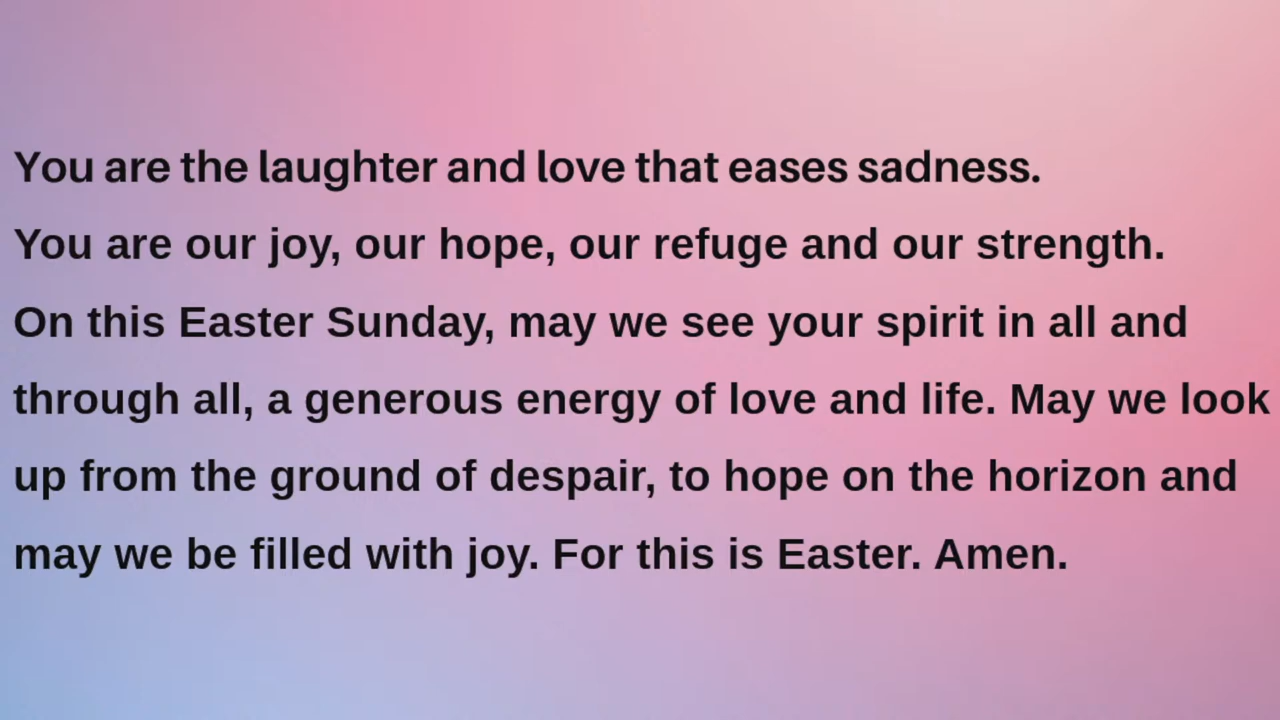 You are the laughter and love that eases sadness.
You are our joy, our hope, our refuge and our strength.
On this Easter Sunday, may we see your spirit in all and
through all, a generous energy of love and life. May we look
up from the ground of despair, to hope on the horizon and
may we be filled with joy. For this is Easter. Amen.